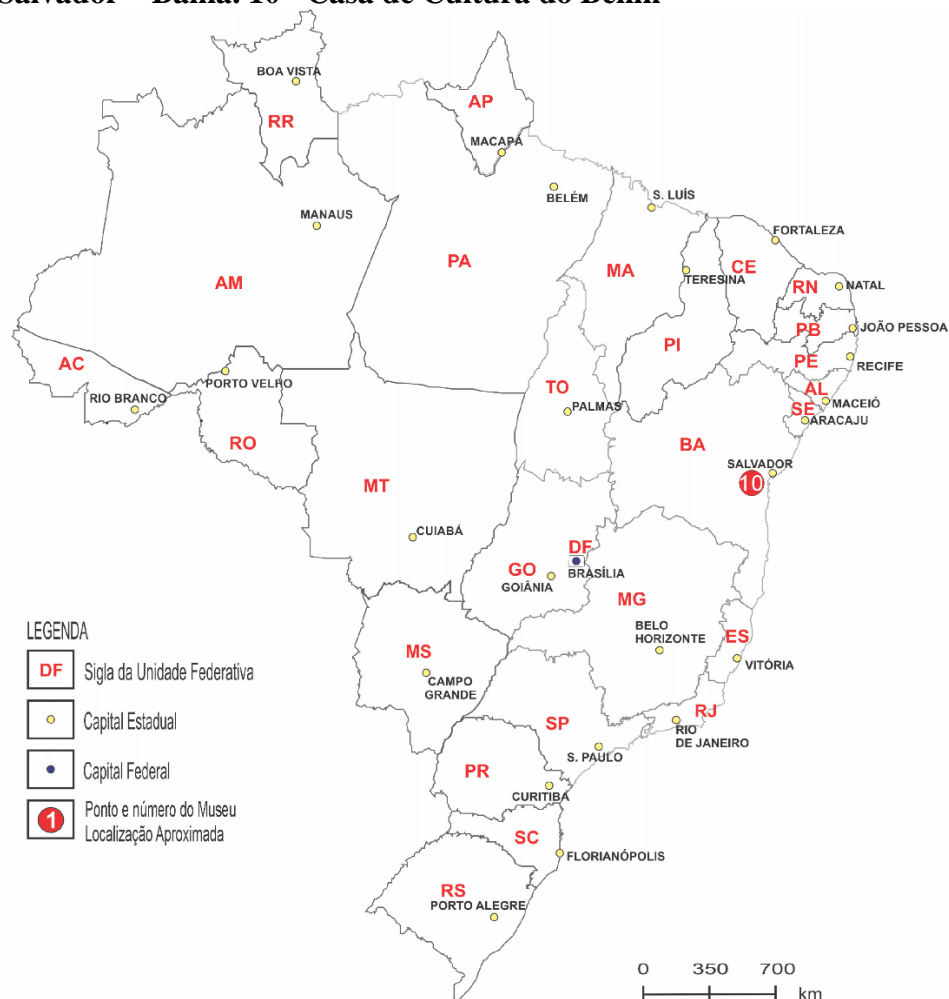 Salvador – Bahia: 10 - Casa de Cultura do Benin
BOA VISTA
RR
AP
MACAPÁ
BELÉM
S. LUÍS
MANAUS
FORTALEZA
PA
MA
TERESINA
CE
AM
RN
NATAL
PB
JOÃO PESSOA
PI
PE
RECIFE
AC
PORTO VELHO
TO
AL
RIO BRANCO
PALMAS
SE
MACEIÓ
ARACAJU
RO
BA
SALVADOR
10
MT
CUIABÁ
DF
GO
BRASÍLIA
GOIÂNIA
MG
BELO
HORIZONTE
ES
VITÓRIA
MS
CAMPO
GRANDE
RJ
RIO
DE JANEIRO
SP
S. PAULO
PR
CURITIBA
SC
FLORIANÓPOLIS
RS
PORTO ALEGRE
LEGENDA
DF Sigla da Unidade Federativa
Capital Estadual
Capital Federal
1 Ponto e número do Museu
Localização Aproximada
0 350 700
km